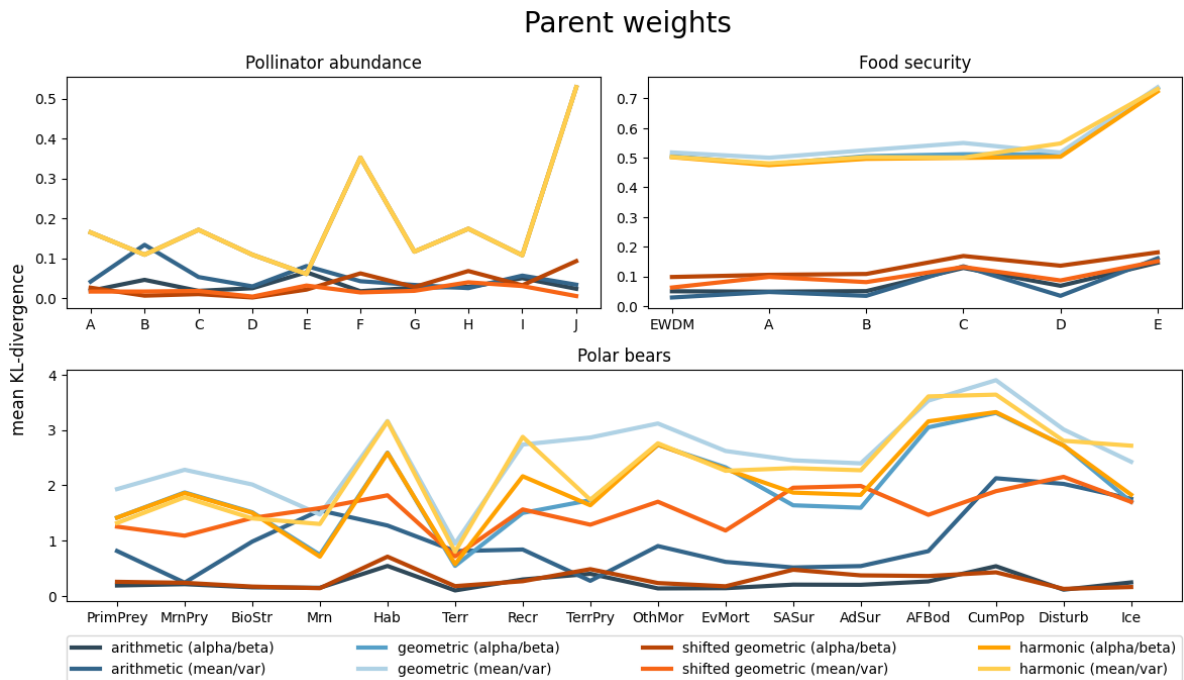 Parent weights
Pollinator abundance
0.5
0.4
0.3
0.2
0.1
0.0
A B C D E F G H I J
Food security
0.7
0.6
0.5
0.4
0.3
0.2
0.1
0.0
EWDM A B C D E
mean KL-divergence
Polar bears
4
3
2
1
0
PrimPrey MrnPry BioStr Mrn Hab Terr Recr TerrPry OthMor EvMort SASur AdSur AFBod CumPop Disturb Ice
arithmetic (alpha/beta) geometric (alpha/beta) shifted geometric (alpha/beta) harmonic (alpha/beta)
arithmetic (mean/var) geometric (mean/var) shifted geometric (mean/var) harmonic (mean/var)